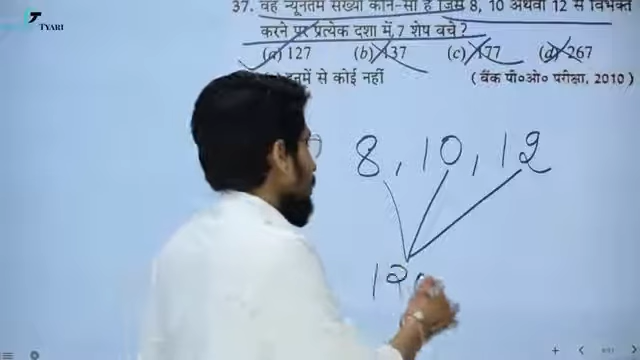 TYARI
37. वह न्यूनतम संख्या कौन-सी है जिसे 8, 10 अथवा 12 से विभक्त
करने पर प्रत्येक दशा में 7 शेष बचे ?
(a) 127 (b) 137 (c) 177 (d) 267
इनमें से कोई नहीं ( बैंक पी०ओ० परीक्षा, 2010 )
8, 10, 12
12